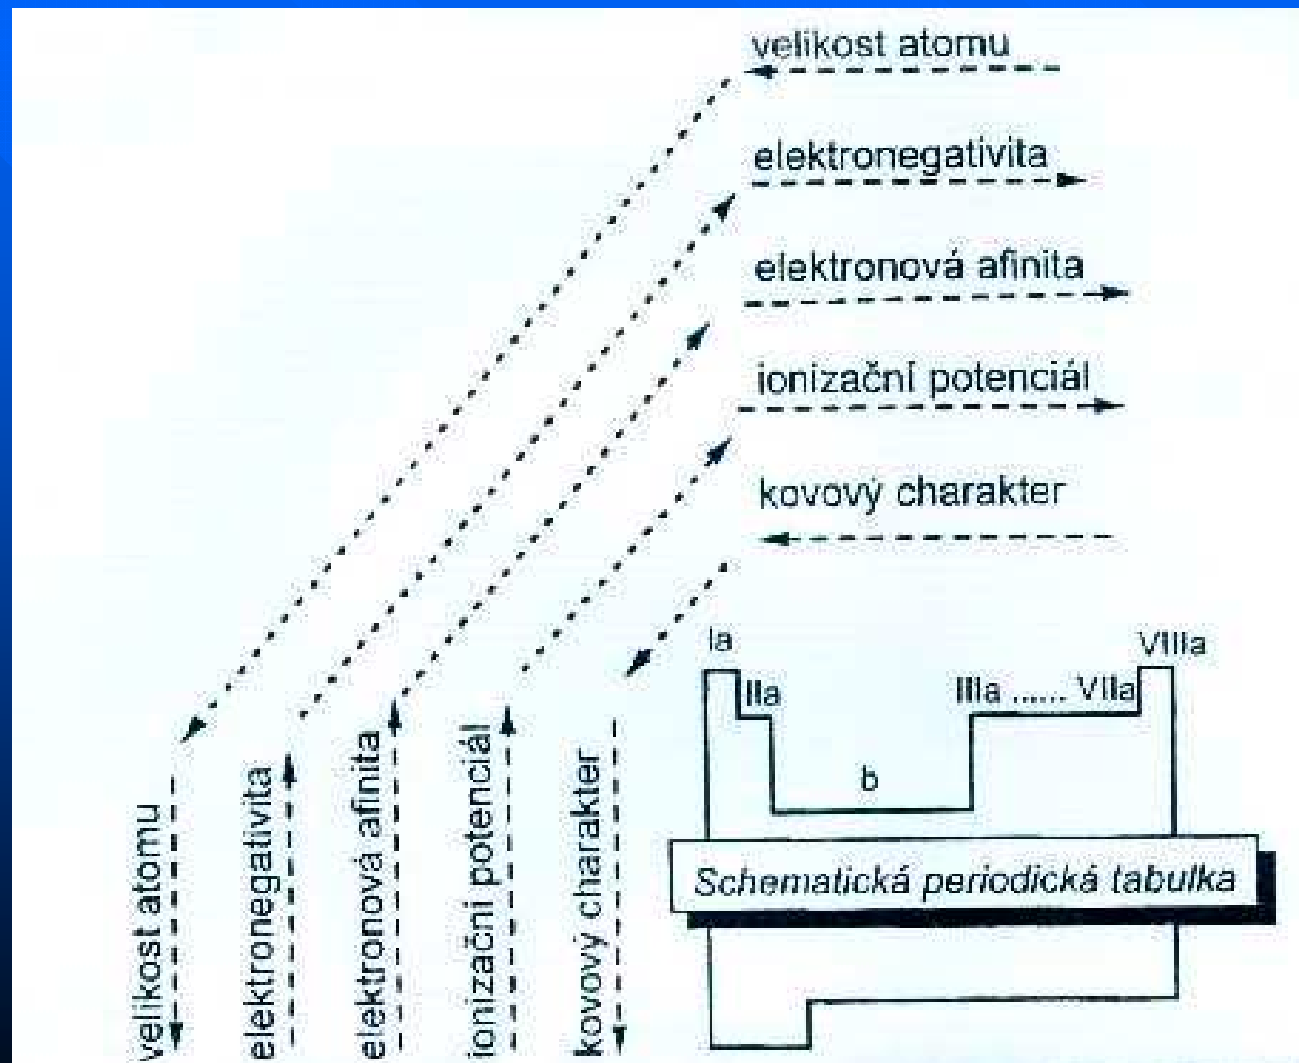 velikost atomu
elektronegativita
elektronová afinita
ionizační potenciál
kovový charakter
velikost atomu
elektronegativita
elektronová afinita
ionizační potenciál
kovový charakter
Ia
IIa
b
IIIa ...... VIIa
VIIIa
Schematická periodická tabulka